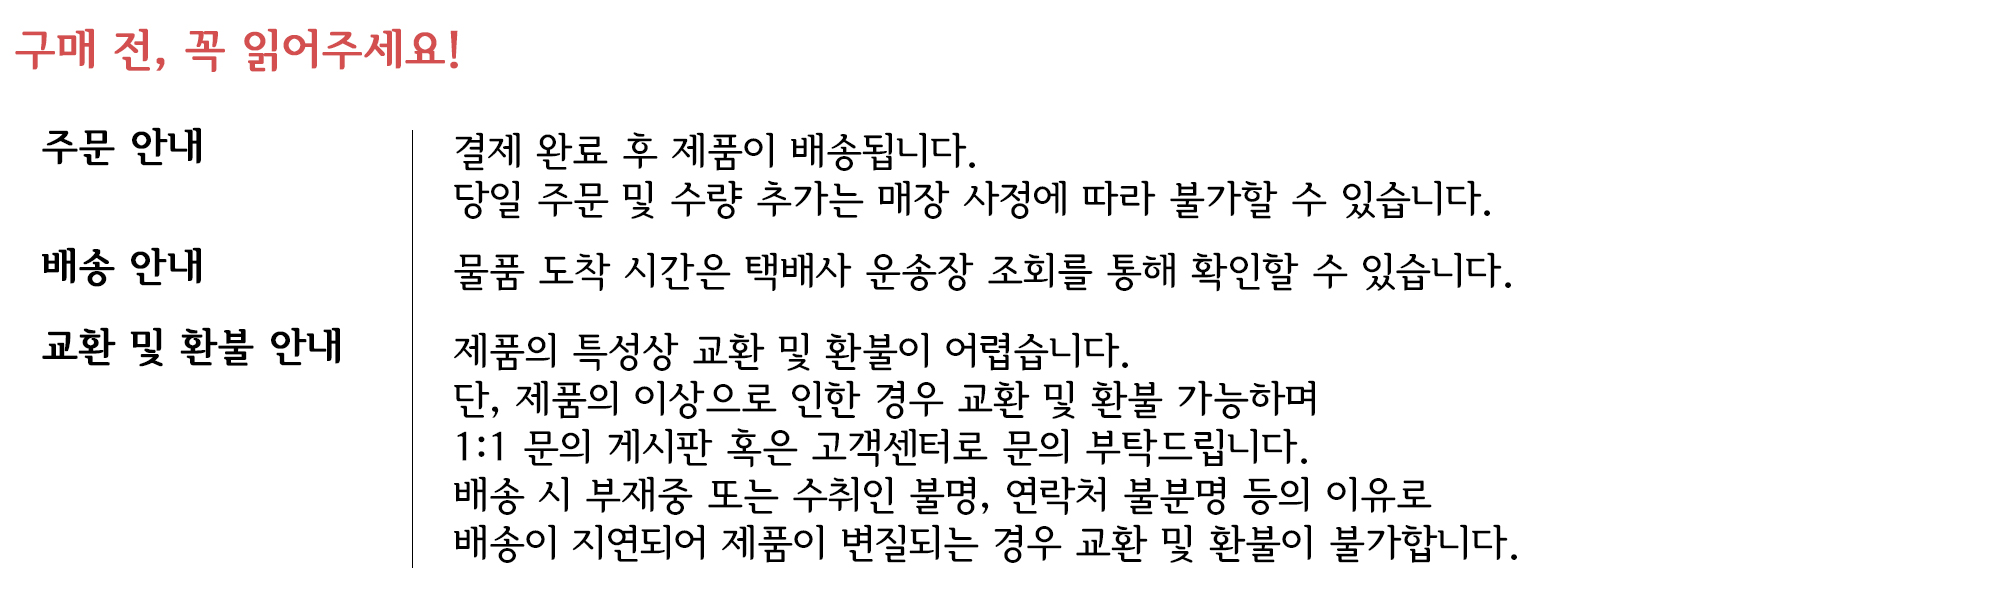 구매 전, 꼭 읽어주세요!
주문 안내
결제 완료 후 제품이 배송됩니다.
당일 주문 및 수량 추가는 매장 사정에 따라 불가할 수 있습니다.
배송 안내
물품 도착 시간은 택배사 운송장 조회를 통해 확인할 수 있습니다.
교환 및 환불 안내
제품의 특성상 교환 및 환불이 어렵습니다.
단, 제품의 이상으로 인한 경우 교환 및 환불 가능하며
1:1 문의 게시판 혹은 고객센터로 문의 부탁드립니다.
배송 시 부재중 또는 수취인 불명, 연락처 불분명 등의 이유로
배송이 지연되어 제품이 변질되는 경우 교환 및 환불이 불가합니다.